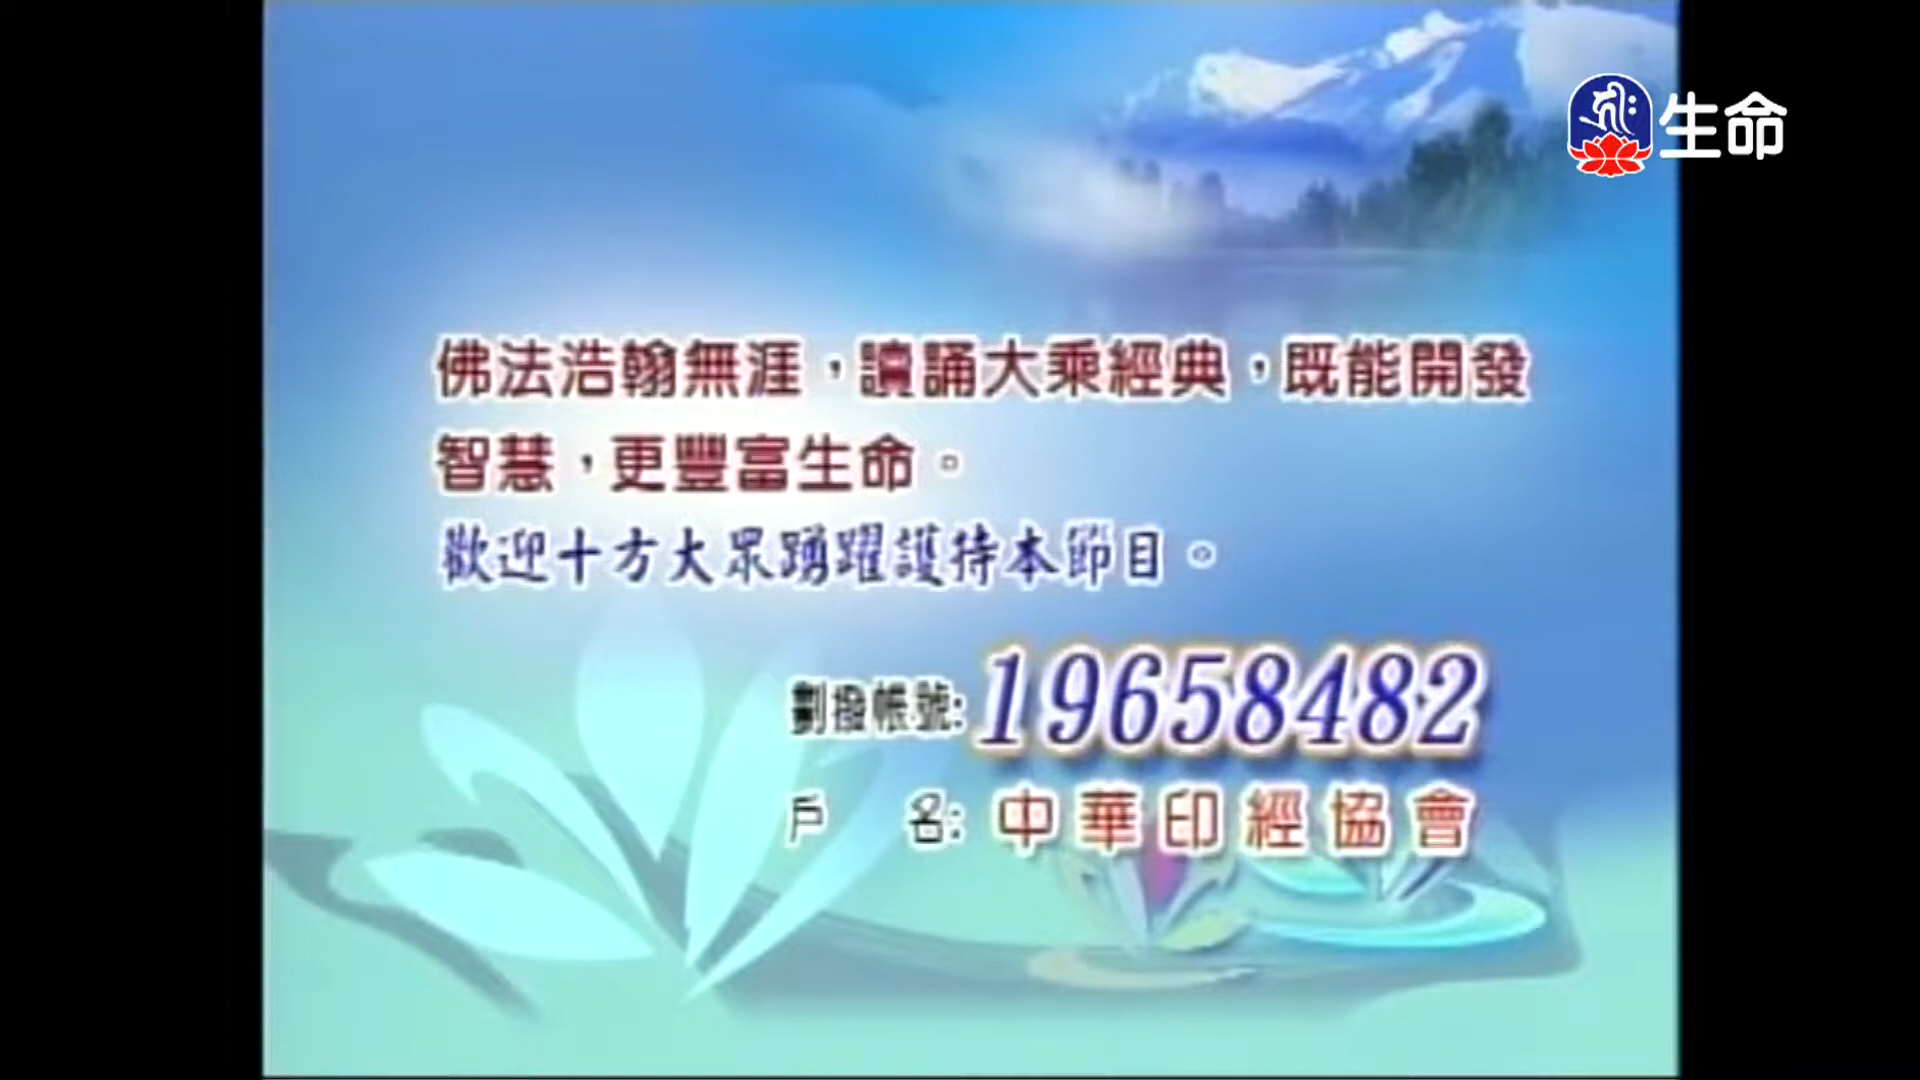 生命
佛法浩翰無涯，讀誦大乘經典，既能開發
智慧，更豐富生命。
歡迎十方大眾踴躍護持本節目。
劃撥帳號:19658482
戶 名:中華印經協會